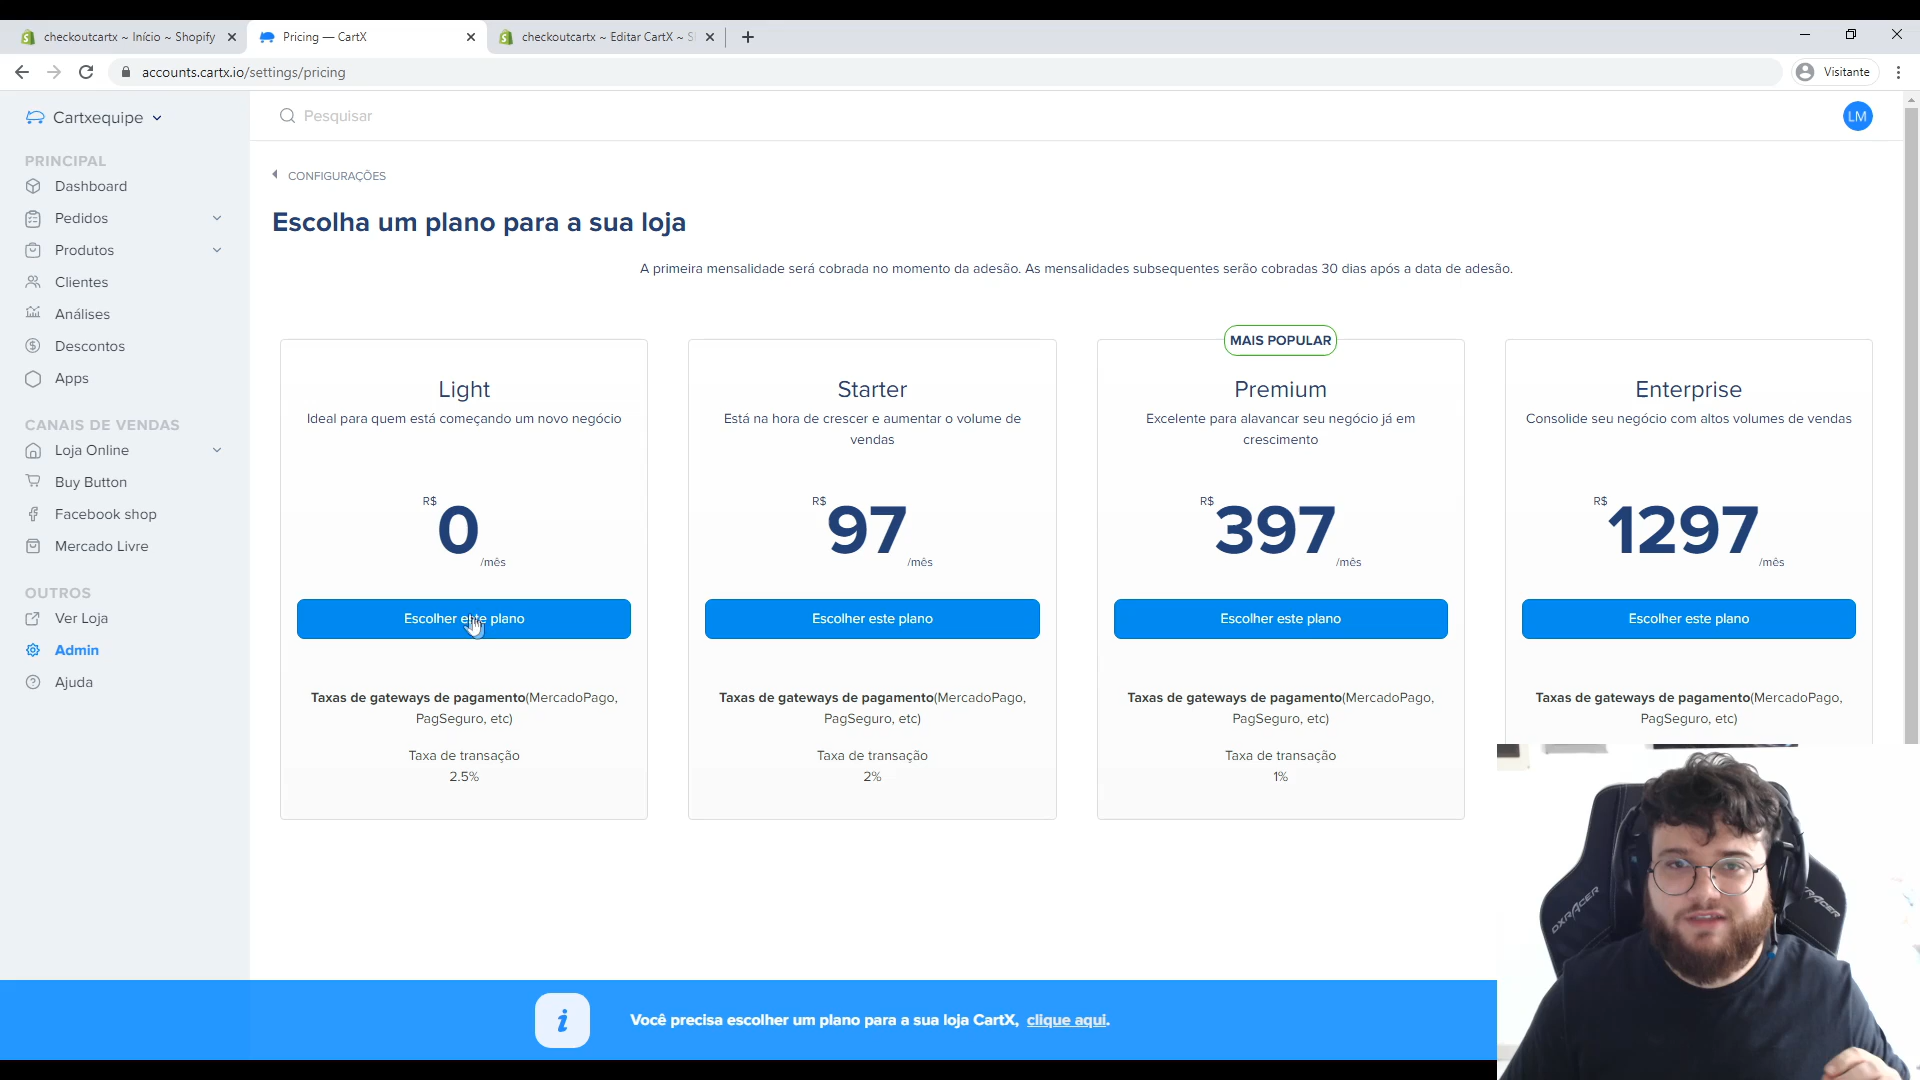 checkoutcartx ~ Início ~ Shopify
Pricing — CartX
checkoutcartx ~ Editar CartX ~ S
accounts.cartx.io/settings/pricing
Visitante
Cartxequipe
Pesquisar
LM
PRINCIPAL
Dashboard
Pedidos
Produtos
Clientes
Análises
Descontos
Apps
CANAIS DE VENDAS
Loja Online
Buy Button
Facebook shop
Mercado Livre
OUTROS
Ver Loja
Admin
Ajuda
CONFIGURAÇÕES
Escolha um plano para a sua loja
A primeira mensalidade será cobrada no momento da adesão. As mensalidades subsequentes serão cobradas 30 dias após a data de adesão.
Light
Ideal para quem está começando um novo negócio
R$ 0 /mês
Escolher este plano
Taxas de gateways de pagamento(MercadoPago,
PagSeguro, etc)
Taxa de transação
2.5%
Starter
Está na hora de crescer e aumentar o volume de
vendas
R$ 97 /mês
Escolher este plano
Taxas de gateways de pagamento(MercadoPago,
PagSeguro, etc)
Taxa de transação
2%
MAIS POPULAR
Premium
Excelente para alavancar seu negócio já em
crescimento
R$ 397 /mês
Escolher este plano
Taxas de gateways de pagamento(MercadoPago,
PagSeguro, etc)
Taxa de transação
1%
Enterprise
Consolide seu negócio com altos volumes de vendas
R$ 1297 /mês
Escolher este plano
Taxas de gateways de pagamento(MercadoPago,
PagSeguro, etc)
DXRACER
DXRACER
i
Você precisa escolher um plano para a sua loja CartX, clique aqui.